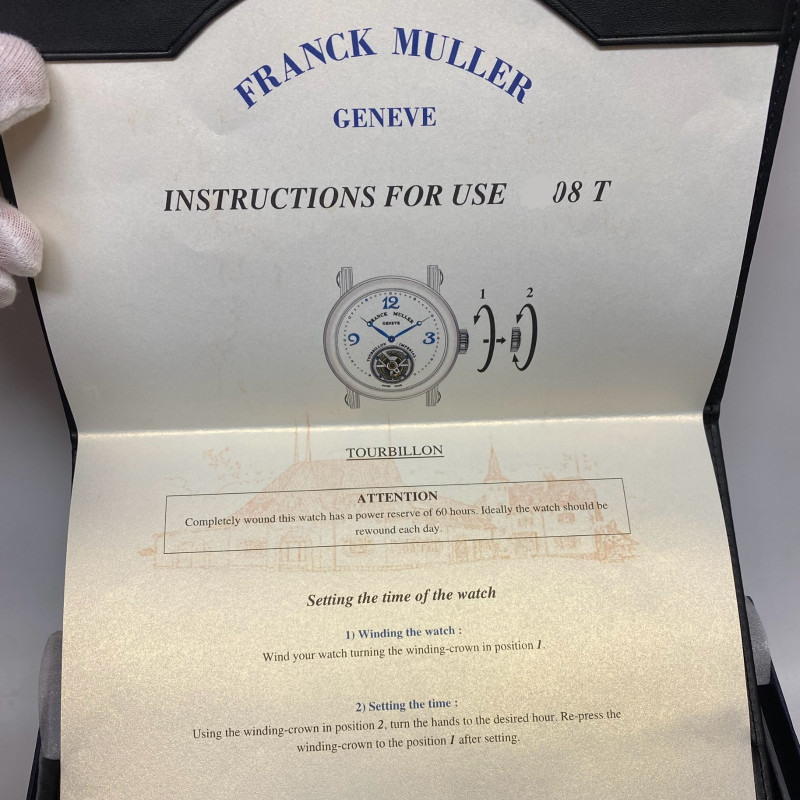 FRANCK MULLER
GENEVE
INSTRUCTIONS FOR USE 08 T
1 2
12
FRANCK MULLER
GENEVE
9 3
TOURBILLON IMPERIAL
TOURBILLON
ATTENTION
Completely wound this watch has a power reserve of 60 hours. Ideally the watch should be
rewound each day.
Setting the time of the watch
1) Winding the watch :
Wind your watch turning the winding-crown in position 1.
2) Setting the time :
Using the winding-crown in position 2, turn the hands to the desired hour. Re-press the
winding-crown to the position 1 after setting.